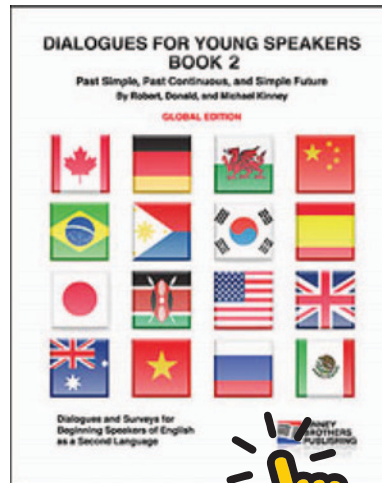 DIALOGUES FOR YOUNG SPEAKERS
BOOK 2
Past Simple, Past Continuous, and Simple Future
By Robert, Donald, and Michael Kinney
GLOBAL EDITION
Dialogues and Surveys for
Beginning Speakers of English
as a Second Language
BROTHERS
PUBLISHING